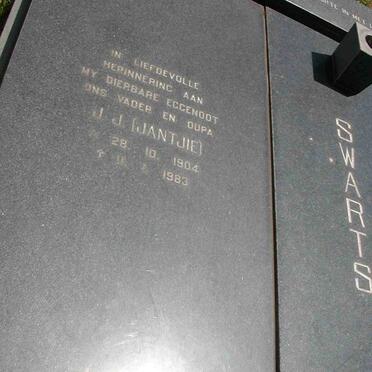 IN LIEFDEVOLLE
HERINNERING AAN
MY DIERBARE EGGENOOT
ONS VADER EN OUPA
J. J. (JANTJIE)
* 28. 10. 1904
1983
SWARTS